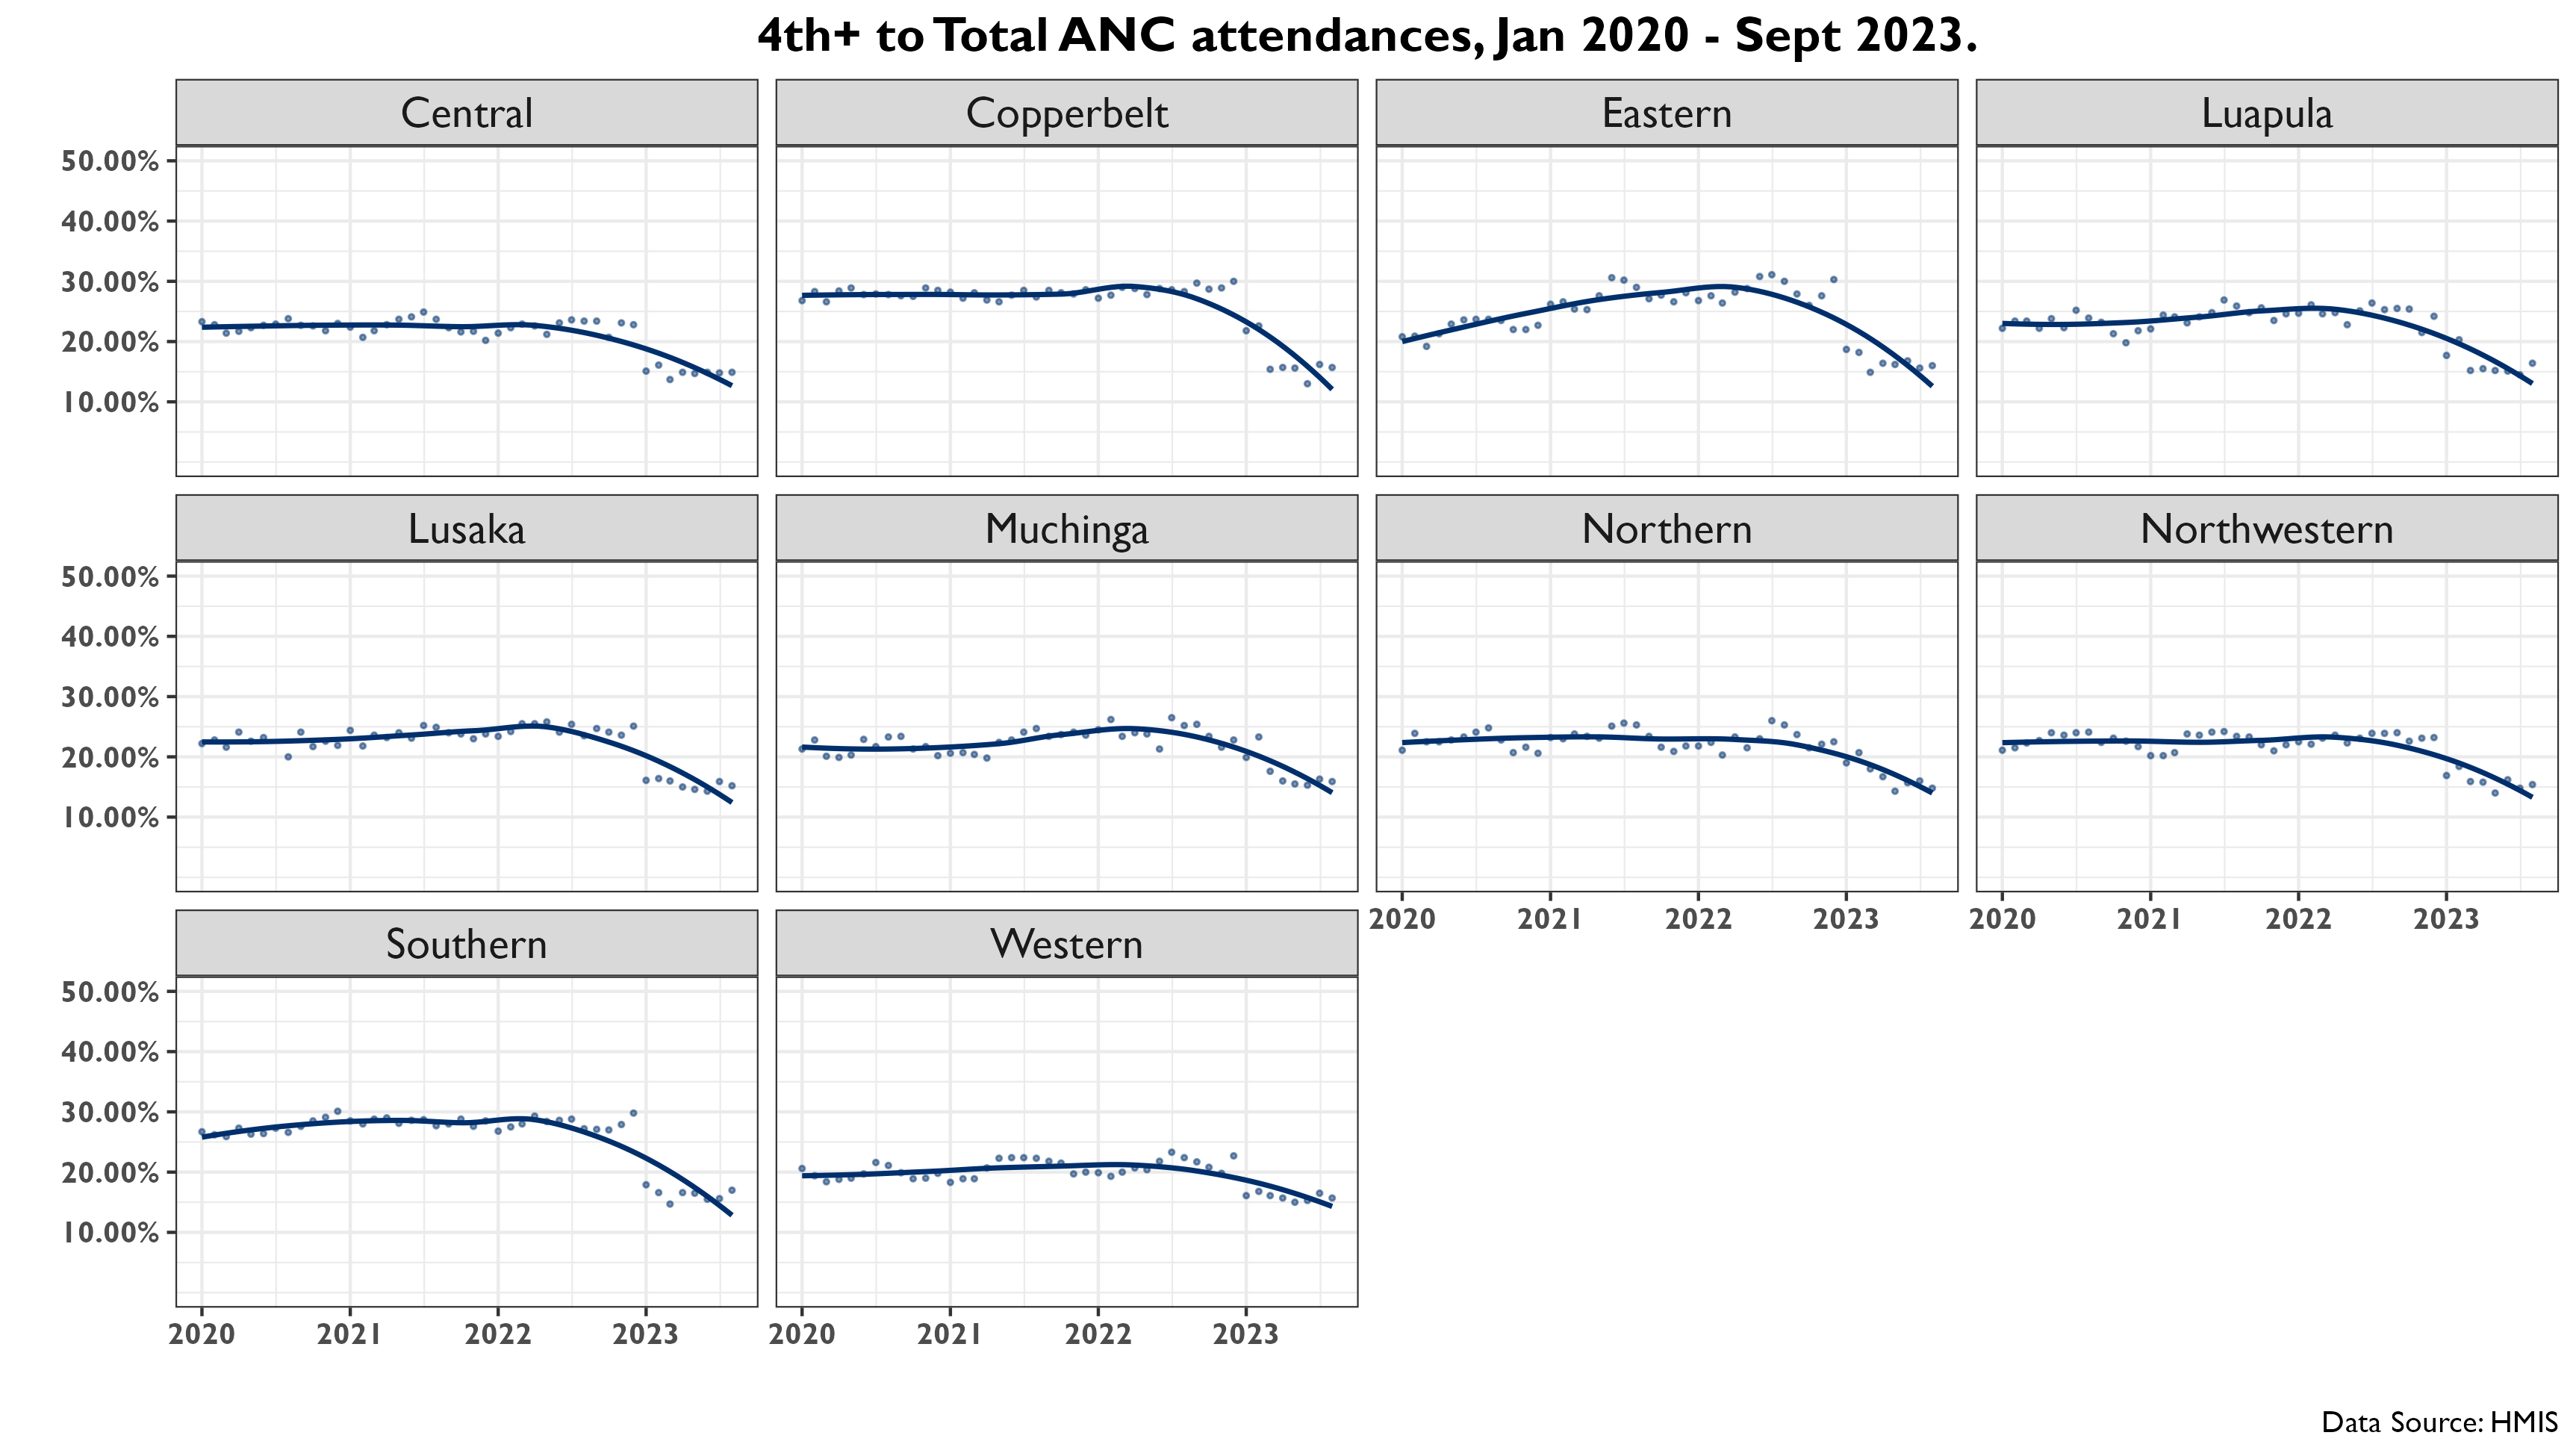 4th+ to Total ANC attendances, Jan 2020 - Sept 2023.
Central Copperbelt Eastern Luapula
50.00%
40.00%
30.00%
20.00%
10.00%
Lusaka Muchinga Northern Northwestern
50.00%
40.00%
30.00%
20.00%
10.00%
2020 2021 2022 2023 2020 2021 2022 2023
Southern Western
50.00%
40.00%
30.00%
20.00%
10.00%
2020 2021 2022 2023 2020 2021 2022 2023
Data Source: HMIS